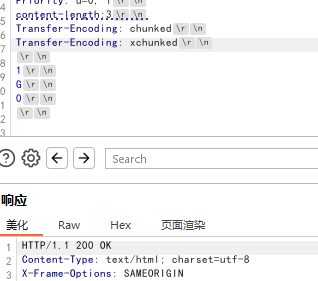 Priority: u=0, i \r \n
content-length:3 \r \n
Transfer-Encoding: chunked \r \n
Transfer-Encoding: xchunked \r \n
\r \n
1 \r \n
G \r \n
0 \r \n
\r \n
Search
响应
美化 Raw Hex 页面渲染
1 HTTP/1.1 200 OK
2 Content-Type: text/html; charset=utf-8
3 X-Frame-Options: SAMEORIGIN